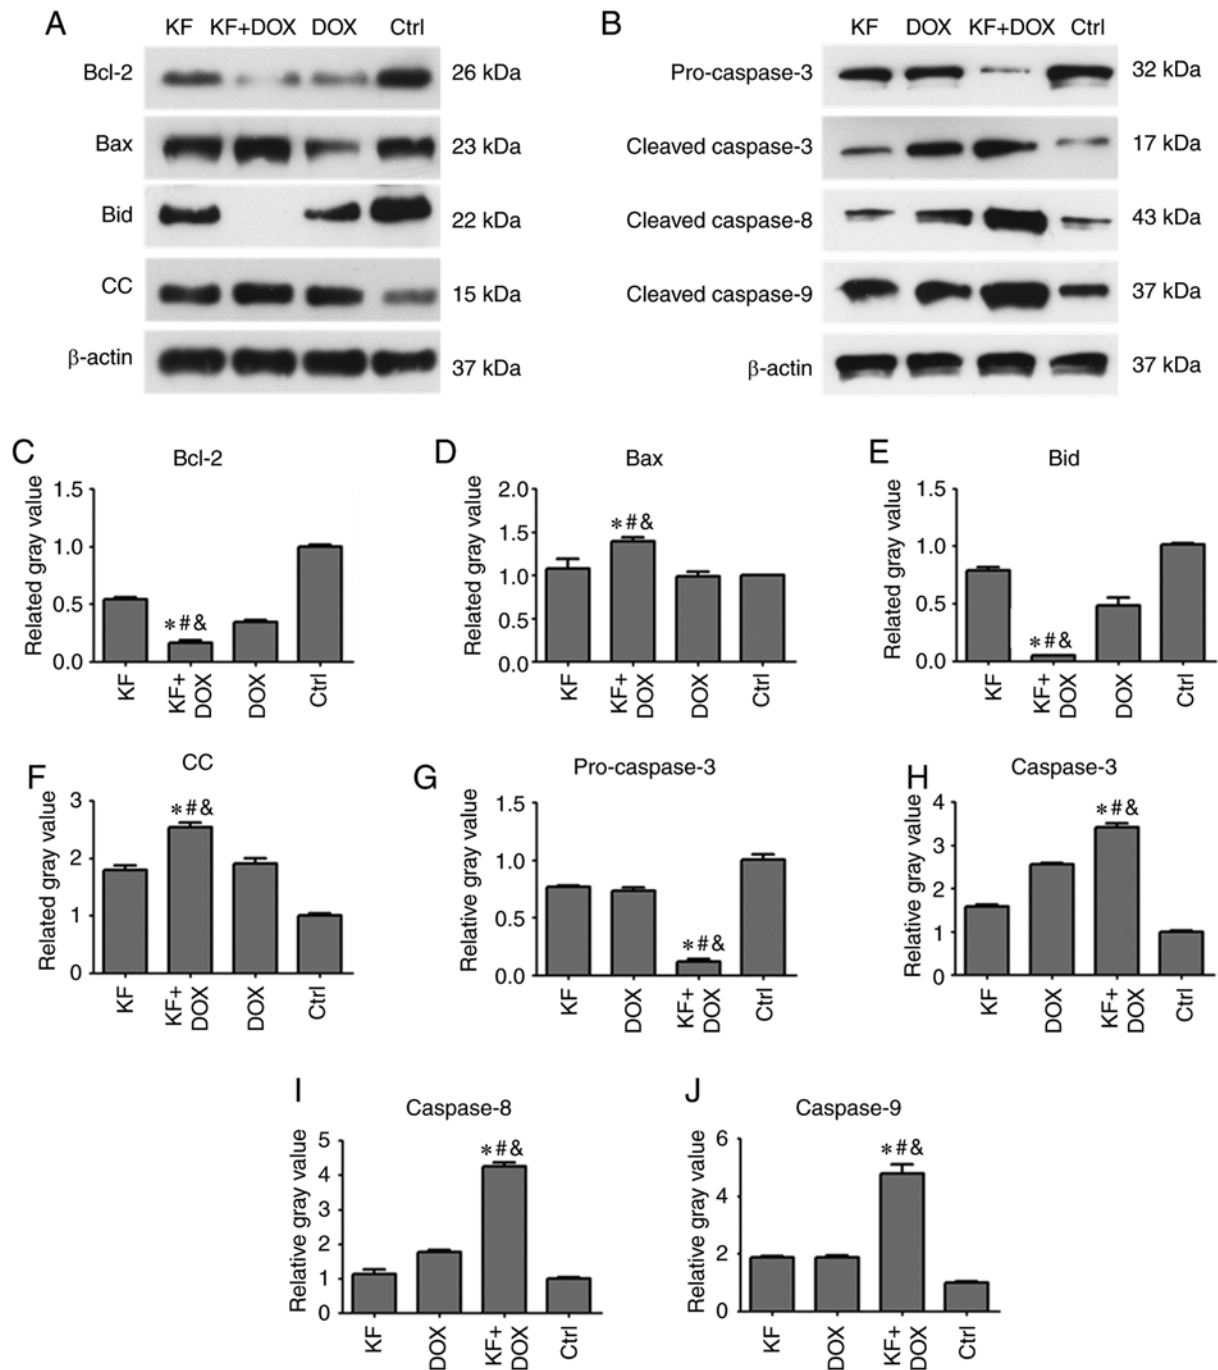 A
KF KF+DOX DOX Ctrl
Bcl-2 26 kDa
Bax 23 kDa
Bid 22 kDa
CC 15 kDa
β-actin 37 kDa
B
KF DOX KF+DOX Ctrl
Pro-caspase-3 32 kDa
Cleaved caspase-3 17 kDa
Cleaved caspase-8 43 kDa
Cleaved caspase-9 37 kDa
β-actin 37 kDa
C
Bcl-2
Related gray value
1.5
1.0
0.5
0.0
*#&
KF
KF+
DOX
DOX
Ctrl
D
Bax
Related gray value
2.0
1.5
1.0
0.5
0.0
*#&
KF
KF+
DOX
DOX
Ctrl
E
Bid
Related gray value
1.5
1.0
0.5
0.0
*#&
KF
KF+
DOX
DOX
Ctrl
F
CC
Related gray value
3
2
1
0
*#&
KF
KF+
DOX
DOX
Ctrl
G
Pro-caspase-3
Relative gray value
1.5
1.0
0.5
0.0
*#&
KF
DOX
KF+
DOX
Ctrl
H
Caspase-3
Relative gray value
4
3
2
1
0
*#&
KF
DOX
KF+
DOX
Ctrl
I
Caspase-8
Relative gray value
5
4
3
2
1
0
*#&
KF
DOX
KF+
DOX
Ctrl
J
Caspase-9
Relative gray value
6
4
2
0
*#&
KF
DOX
KF+
DOX
Ctrl